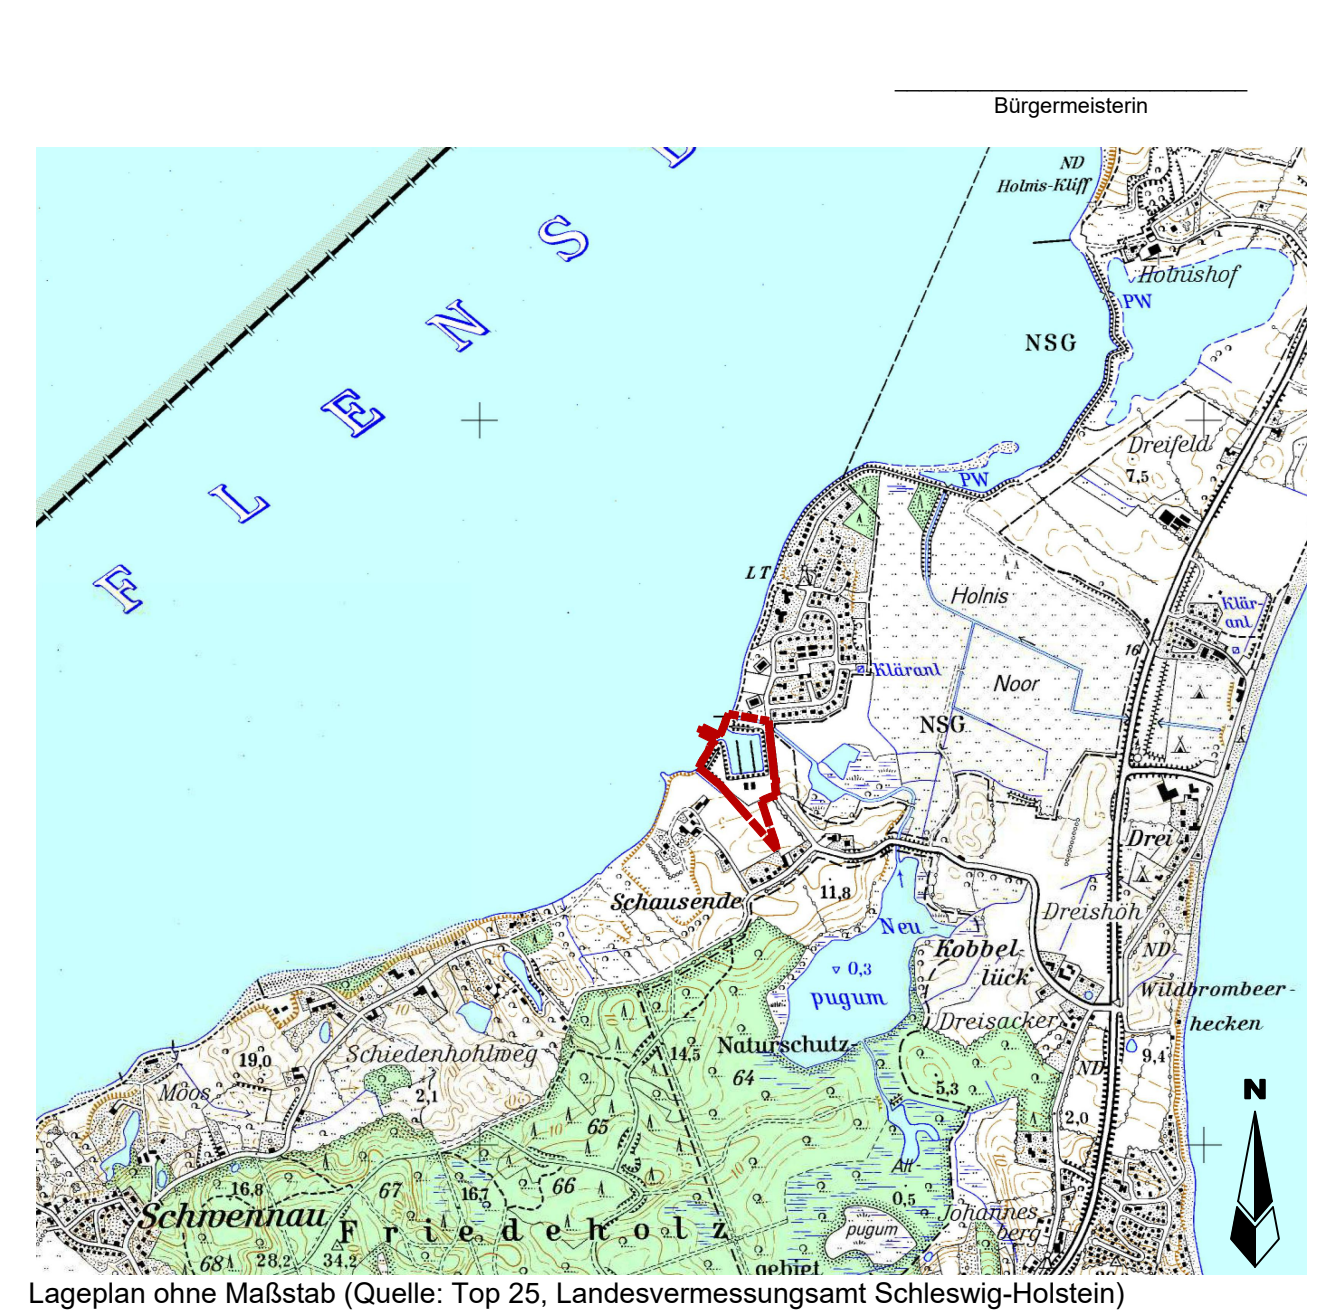 Bürgermeisterin
ND
Holnis-Kliff
Holnishof
PW
NSG
F L E N S
Dreifeld
7,5
PW
LT
Holnis
Klär-
anl
16
Kläranl
Noor
NSG
Drei
11,8
Schausende
Dreishöh
Neu-
ND
Kobbel-
lück
0,3
pugum
Wildbrombeer-
hecken
Dreisacker
10
Naturschutz-
14,5
19,0
Schiedenhohlweg
9,4
64
ND
5,3
Moos
2,1
N
2,0
65
10
10
Alt
16,8
67
16,7
66
0,5
Schwennau
Johannes-
berg
Friedeholz
pugum
68
28,2
34,2
gebiet
Lageplan ohne Maßstab (Quelle: Top 25, Landesvermessungsamt Schleswig-Holstein)